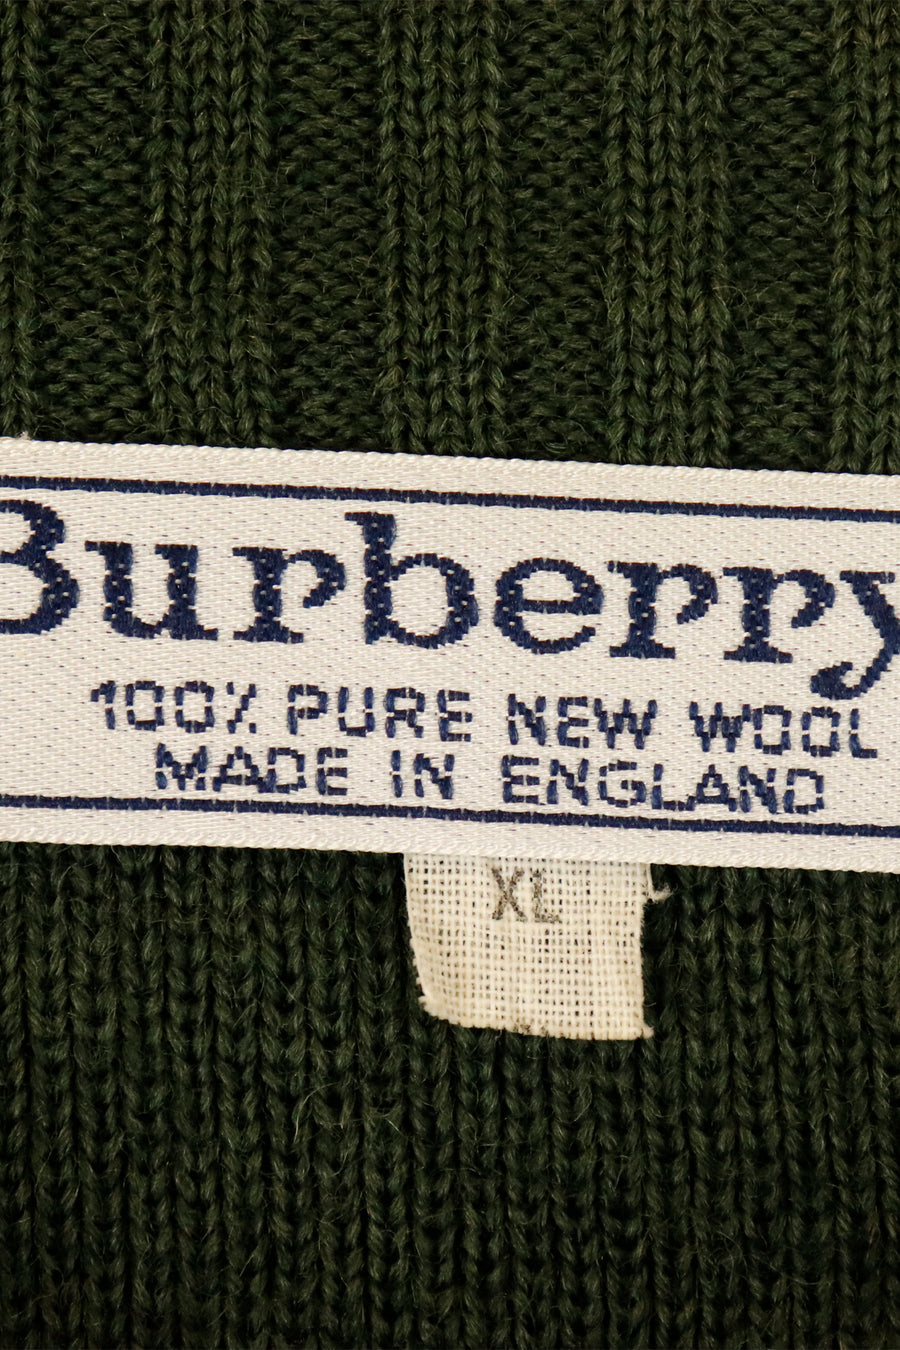 Burberry
100% PURE NEW WOOL
MADE IN ENGLAND
XL